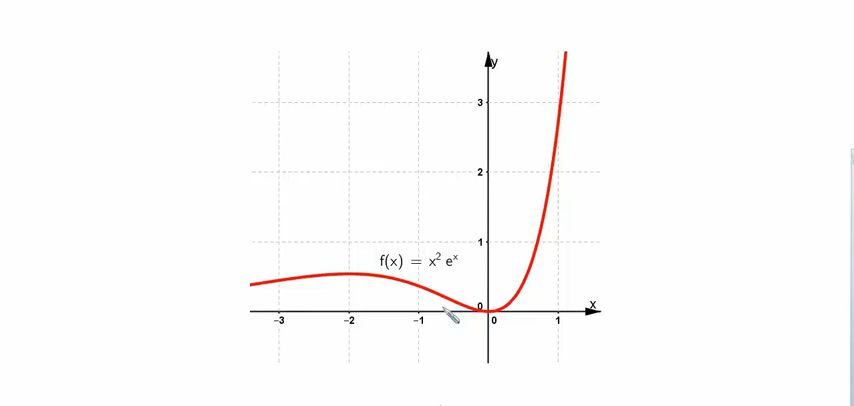 y
3
2
1
f(x) = x² eˣ
0
x
−3 −2 −1 0 1